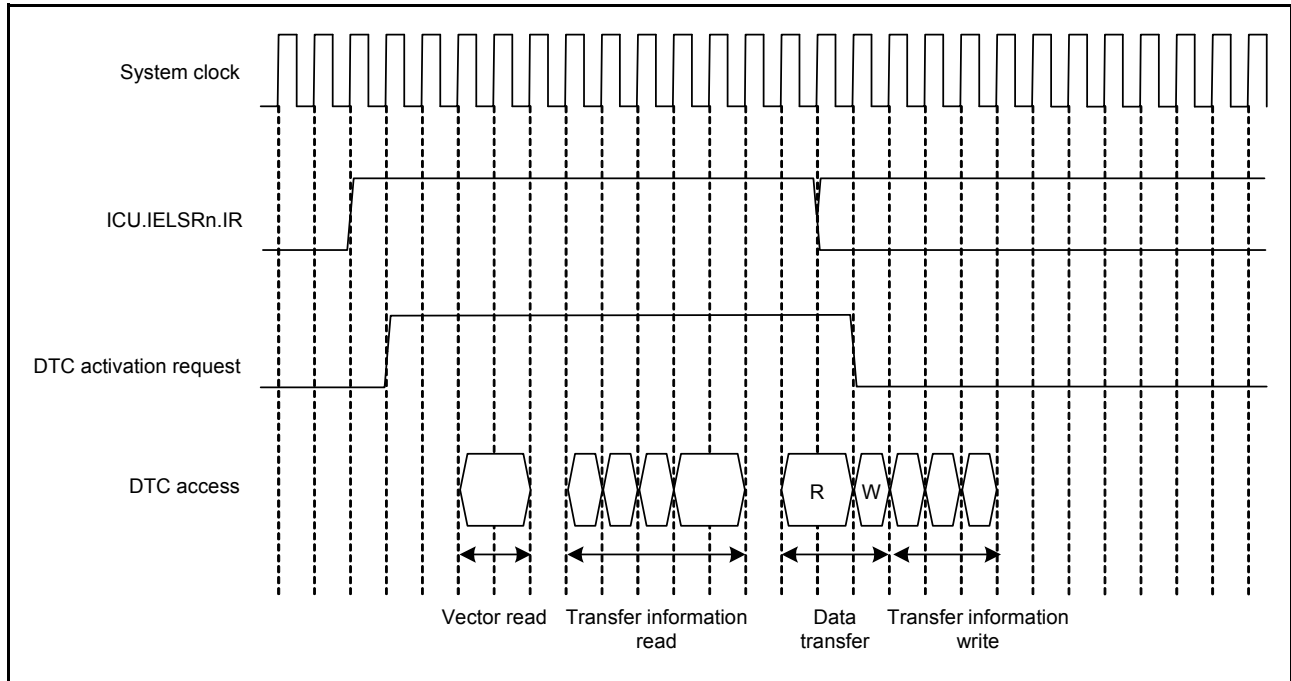 System clock
ICU.IELSRn.IR
DTC activation request
DTC access
R
W
Vector read
Transfer information
read
Data
transfer
Transfer information
write